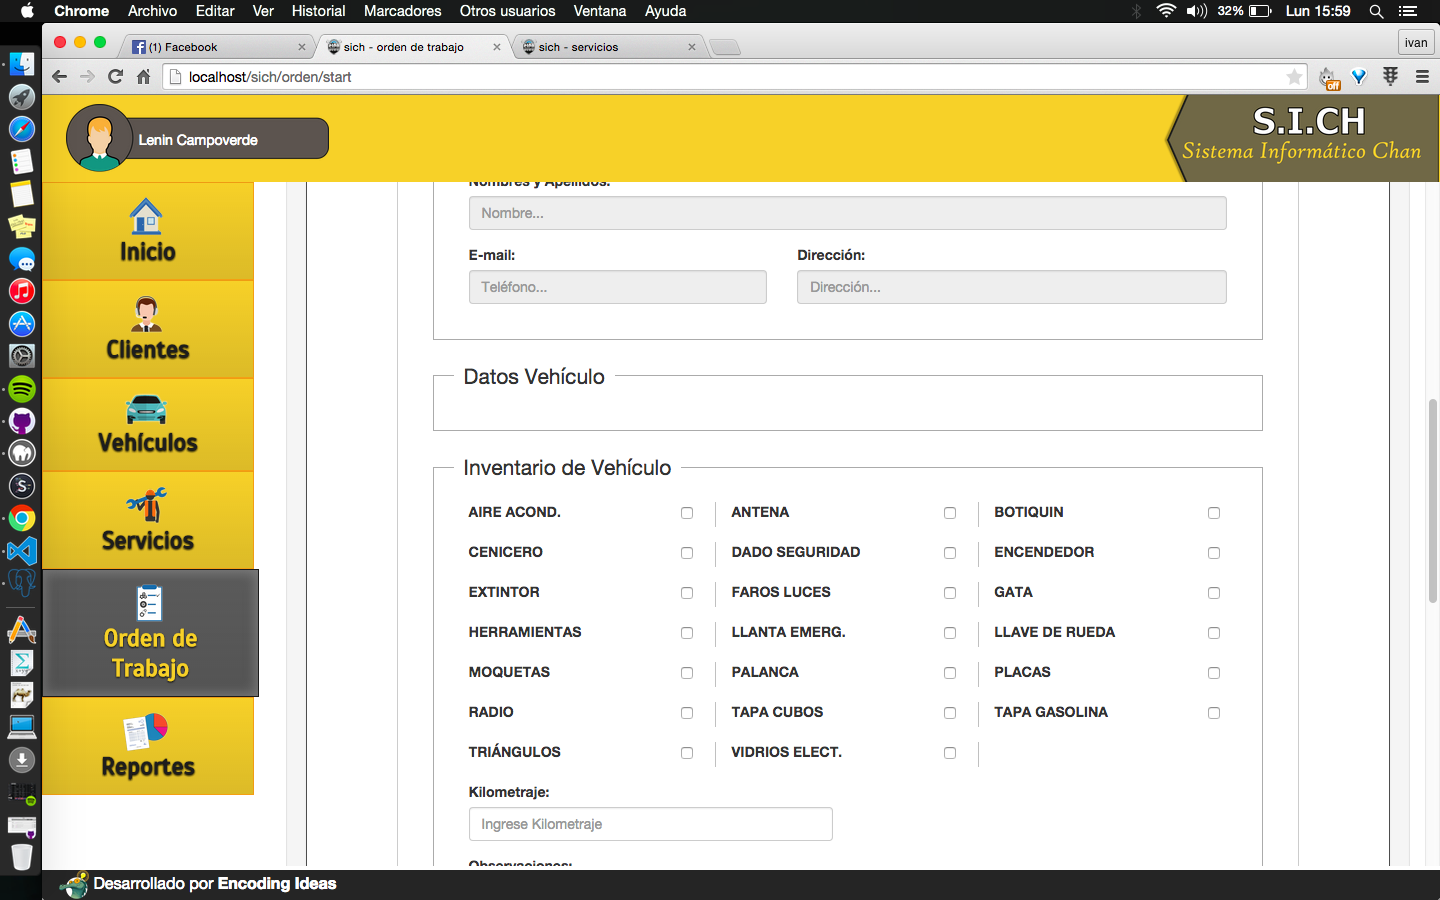 Chrome Archivo Editar Ver Historial Marcadores Otros usuarios Ventana Ayuda 32% Lun 15:59
(1) Facebook sich - orden de trabajo sich - servicios ivan
localhost/sich/orden/start off
Lenin Campoverde
S.I.CH
Sistema Informático Chan
Inicio
Clientes
Vehículos
Servicios
Orden de
Trabajo
Reportes
Nombres y Apellidos:
Nombre...
E-mail: Dirección:
Teléfono... Dirección...
Datos Vehículo
Inventario de Vehículo
AIRE ACOND. ANTENA BOTIQUIN
CENICERO DADO SEGURIDAD ENCENDEDOR
EXTINTOR FAROS LUCES GATA
HERRAMIENTAS LLANTA EMERG. LLAVE DE RUEDA
MOQUETAS PALANCA PLACAS
RADIO TAPA CUBOS TAPA GASOLINA
TRIÁNGULOS VIDRIOS ELECT.
Kilometraje:
Ingrese Kilometraje
Observaciones:
Desarrollado por Encoding Ideas